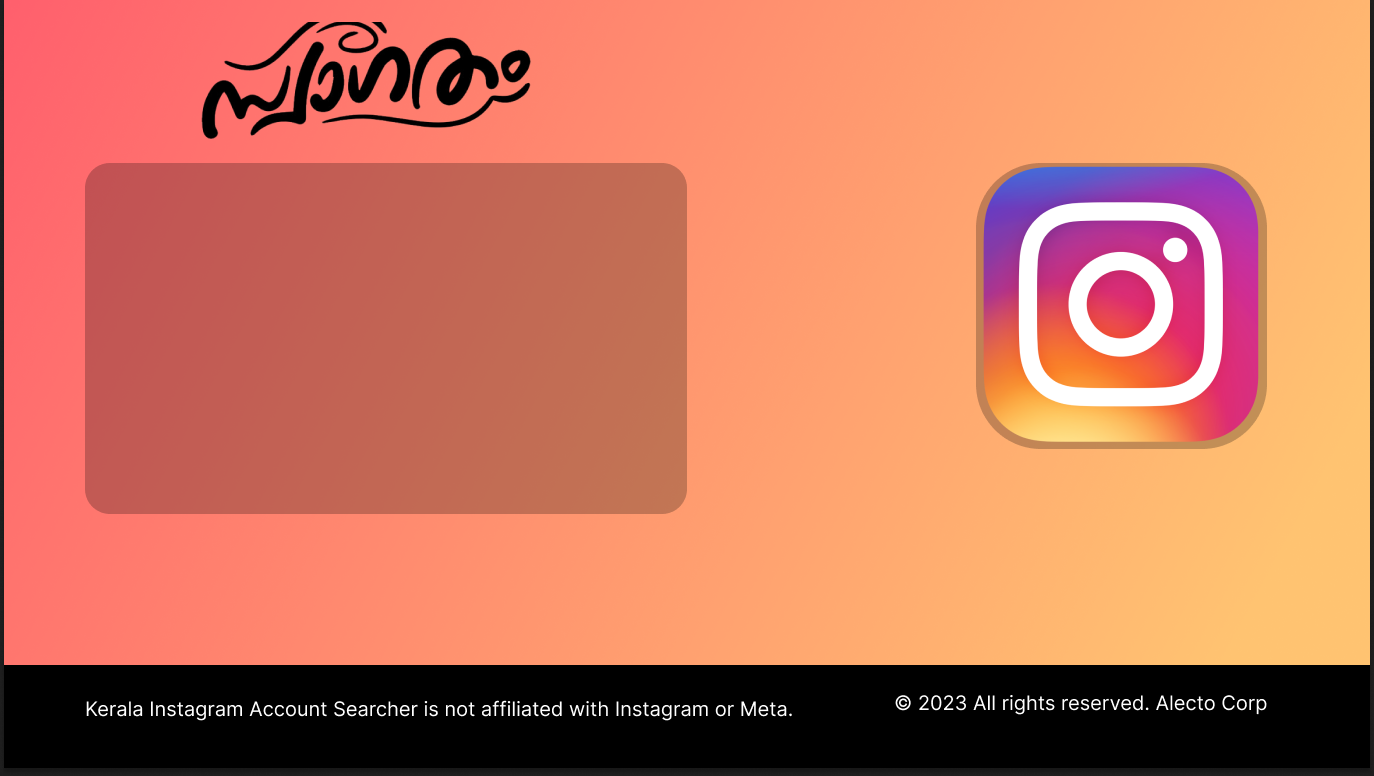 സ്വാഗതം
Kerala Instagram Account Searcher is not affiliated with Instagram or Meta.
© 2023 All rights reserved. Alecto Corp